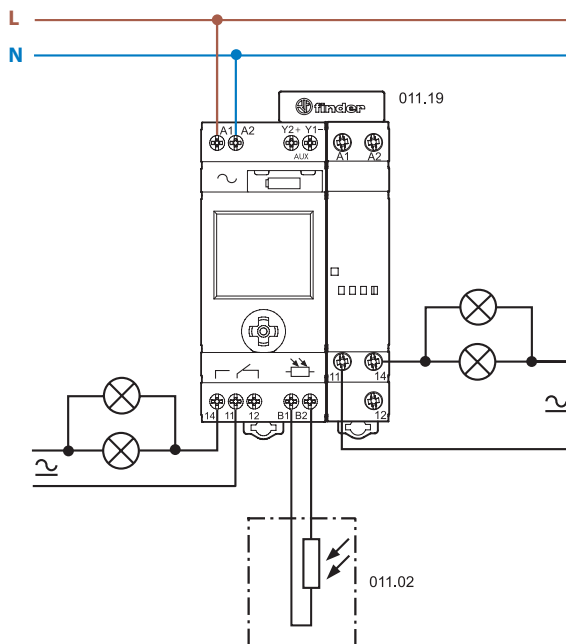 L
N
finder
011.19
A1 A2 Y2+ Y1-
AUX
A1 A2
11 14
14 11 12 B1 B2
12
011.02